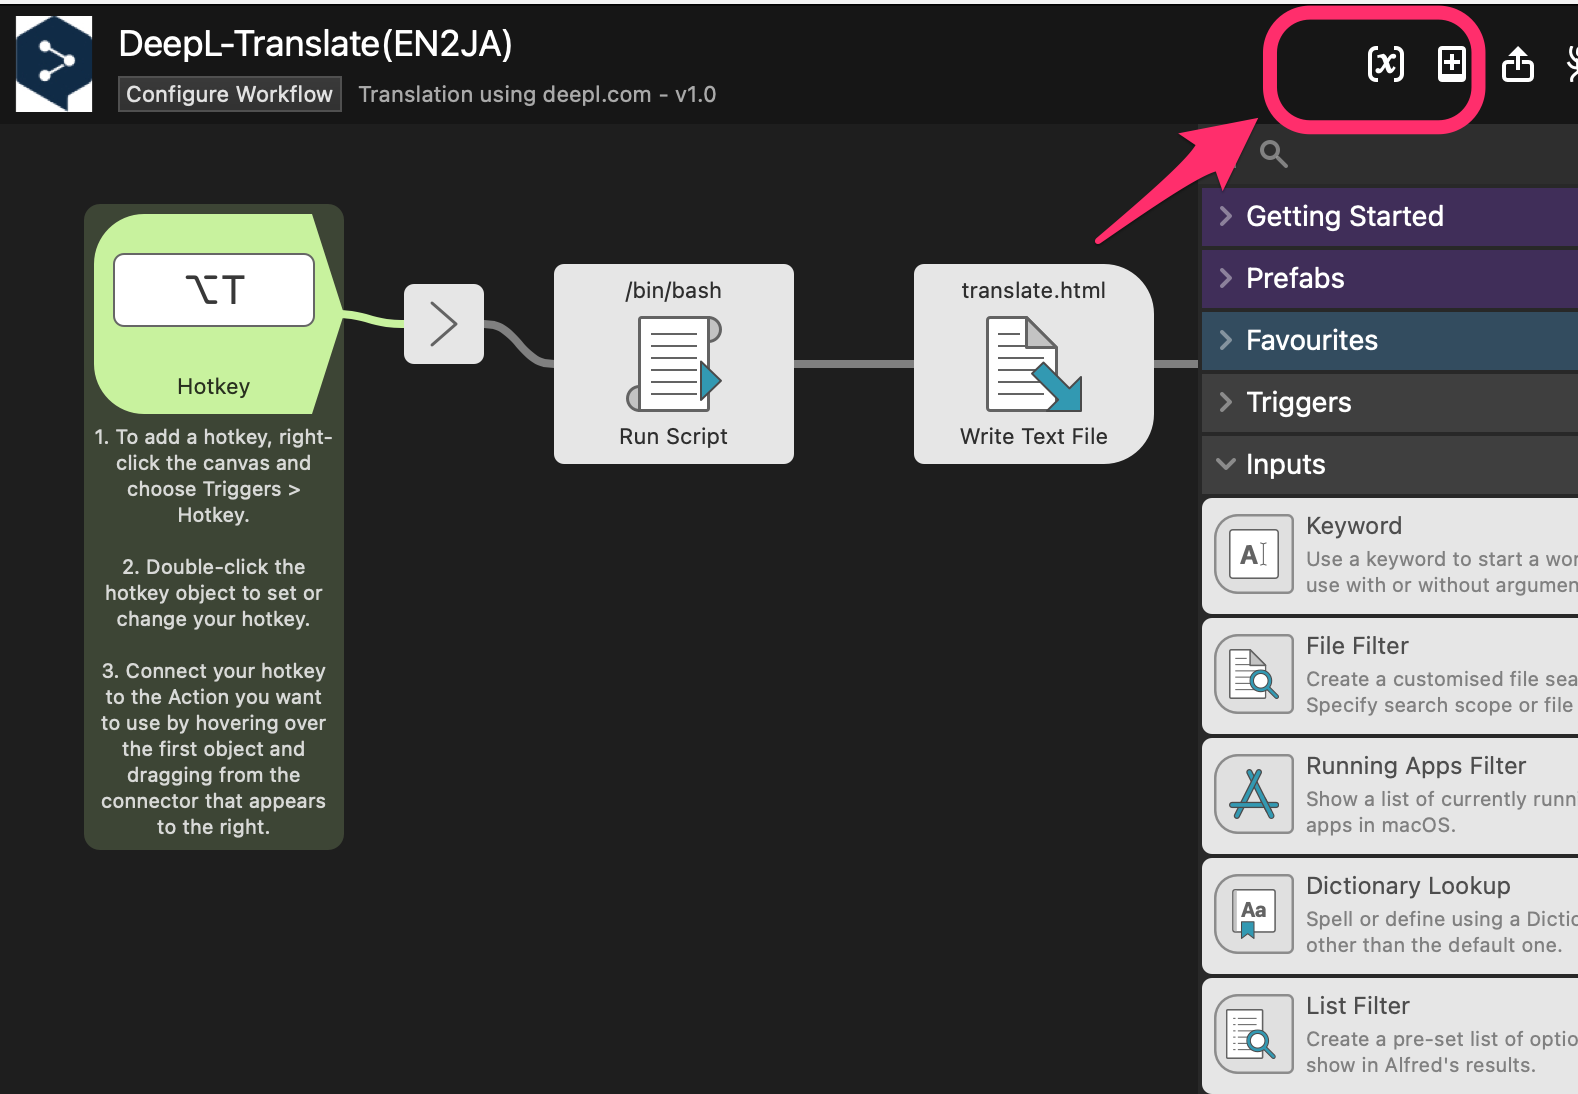 DeepL-Translate(EN2JA)
Configure Workflow
Translation using deepl.com - v1.0
[x]
⌥T
Hotkey
1. To add a hotkey, right-
click the canvas and
choose Triggers >
Hotkey.
2. Double-click the
hotkey object to set or
change your hotkey.
3. Connect your hotkey
to the Action you want
to use by hovering over
the first object and
dragging from the
connector that appears
to the right.
/bin/bash
Run Script
translate.html
Write Text File
Getting Started
Prefabs
Favourites
Triggers
Inputs
A
Keyword
Use a keyword to start a wor
use with or without argumen
File Filter
Create a customised file sea
Specify search scope or file
Running Apps Filter
Show a list of currently runn
apps in macOS.
Aa
Dictionary Lookup
Spell or define using a Dictio
other than the default one.
List Filter
Create a pre-set list of optio
show in Alfred's results.